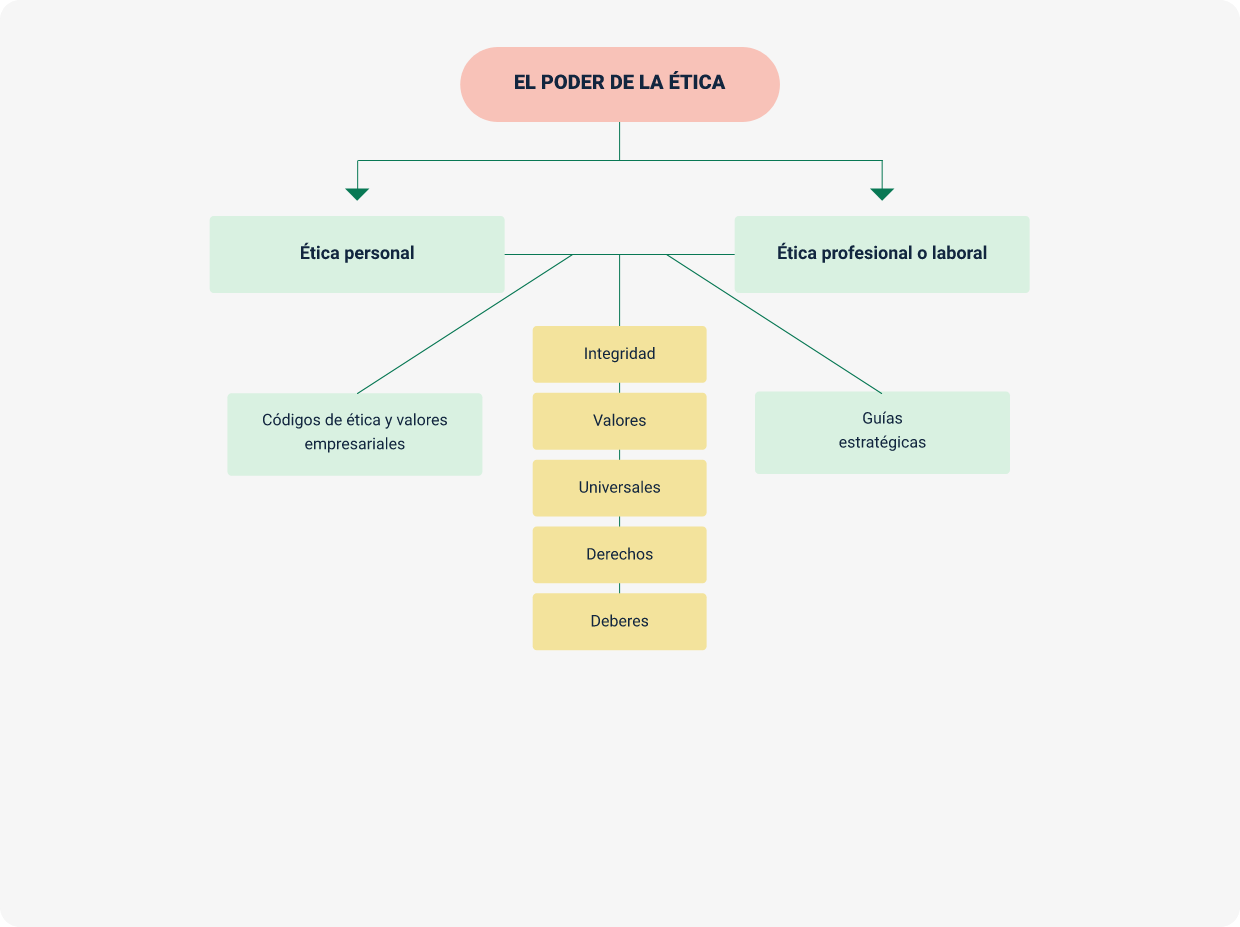 EL PODER DE LA ÉTICA
Ética personal
Ética profesional o laboral
Integridad
Códigos de ética y valores
empresariales
Valores
Guías
estratégicas
Universales
Derechos
Deberes